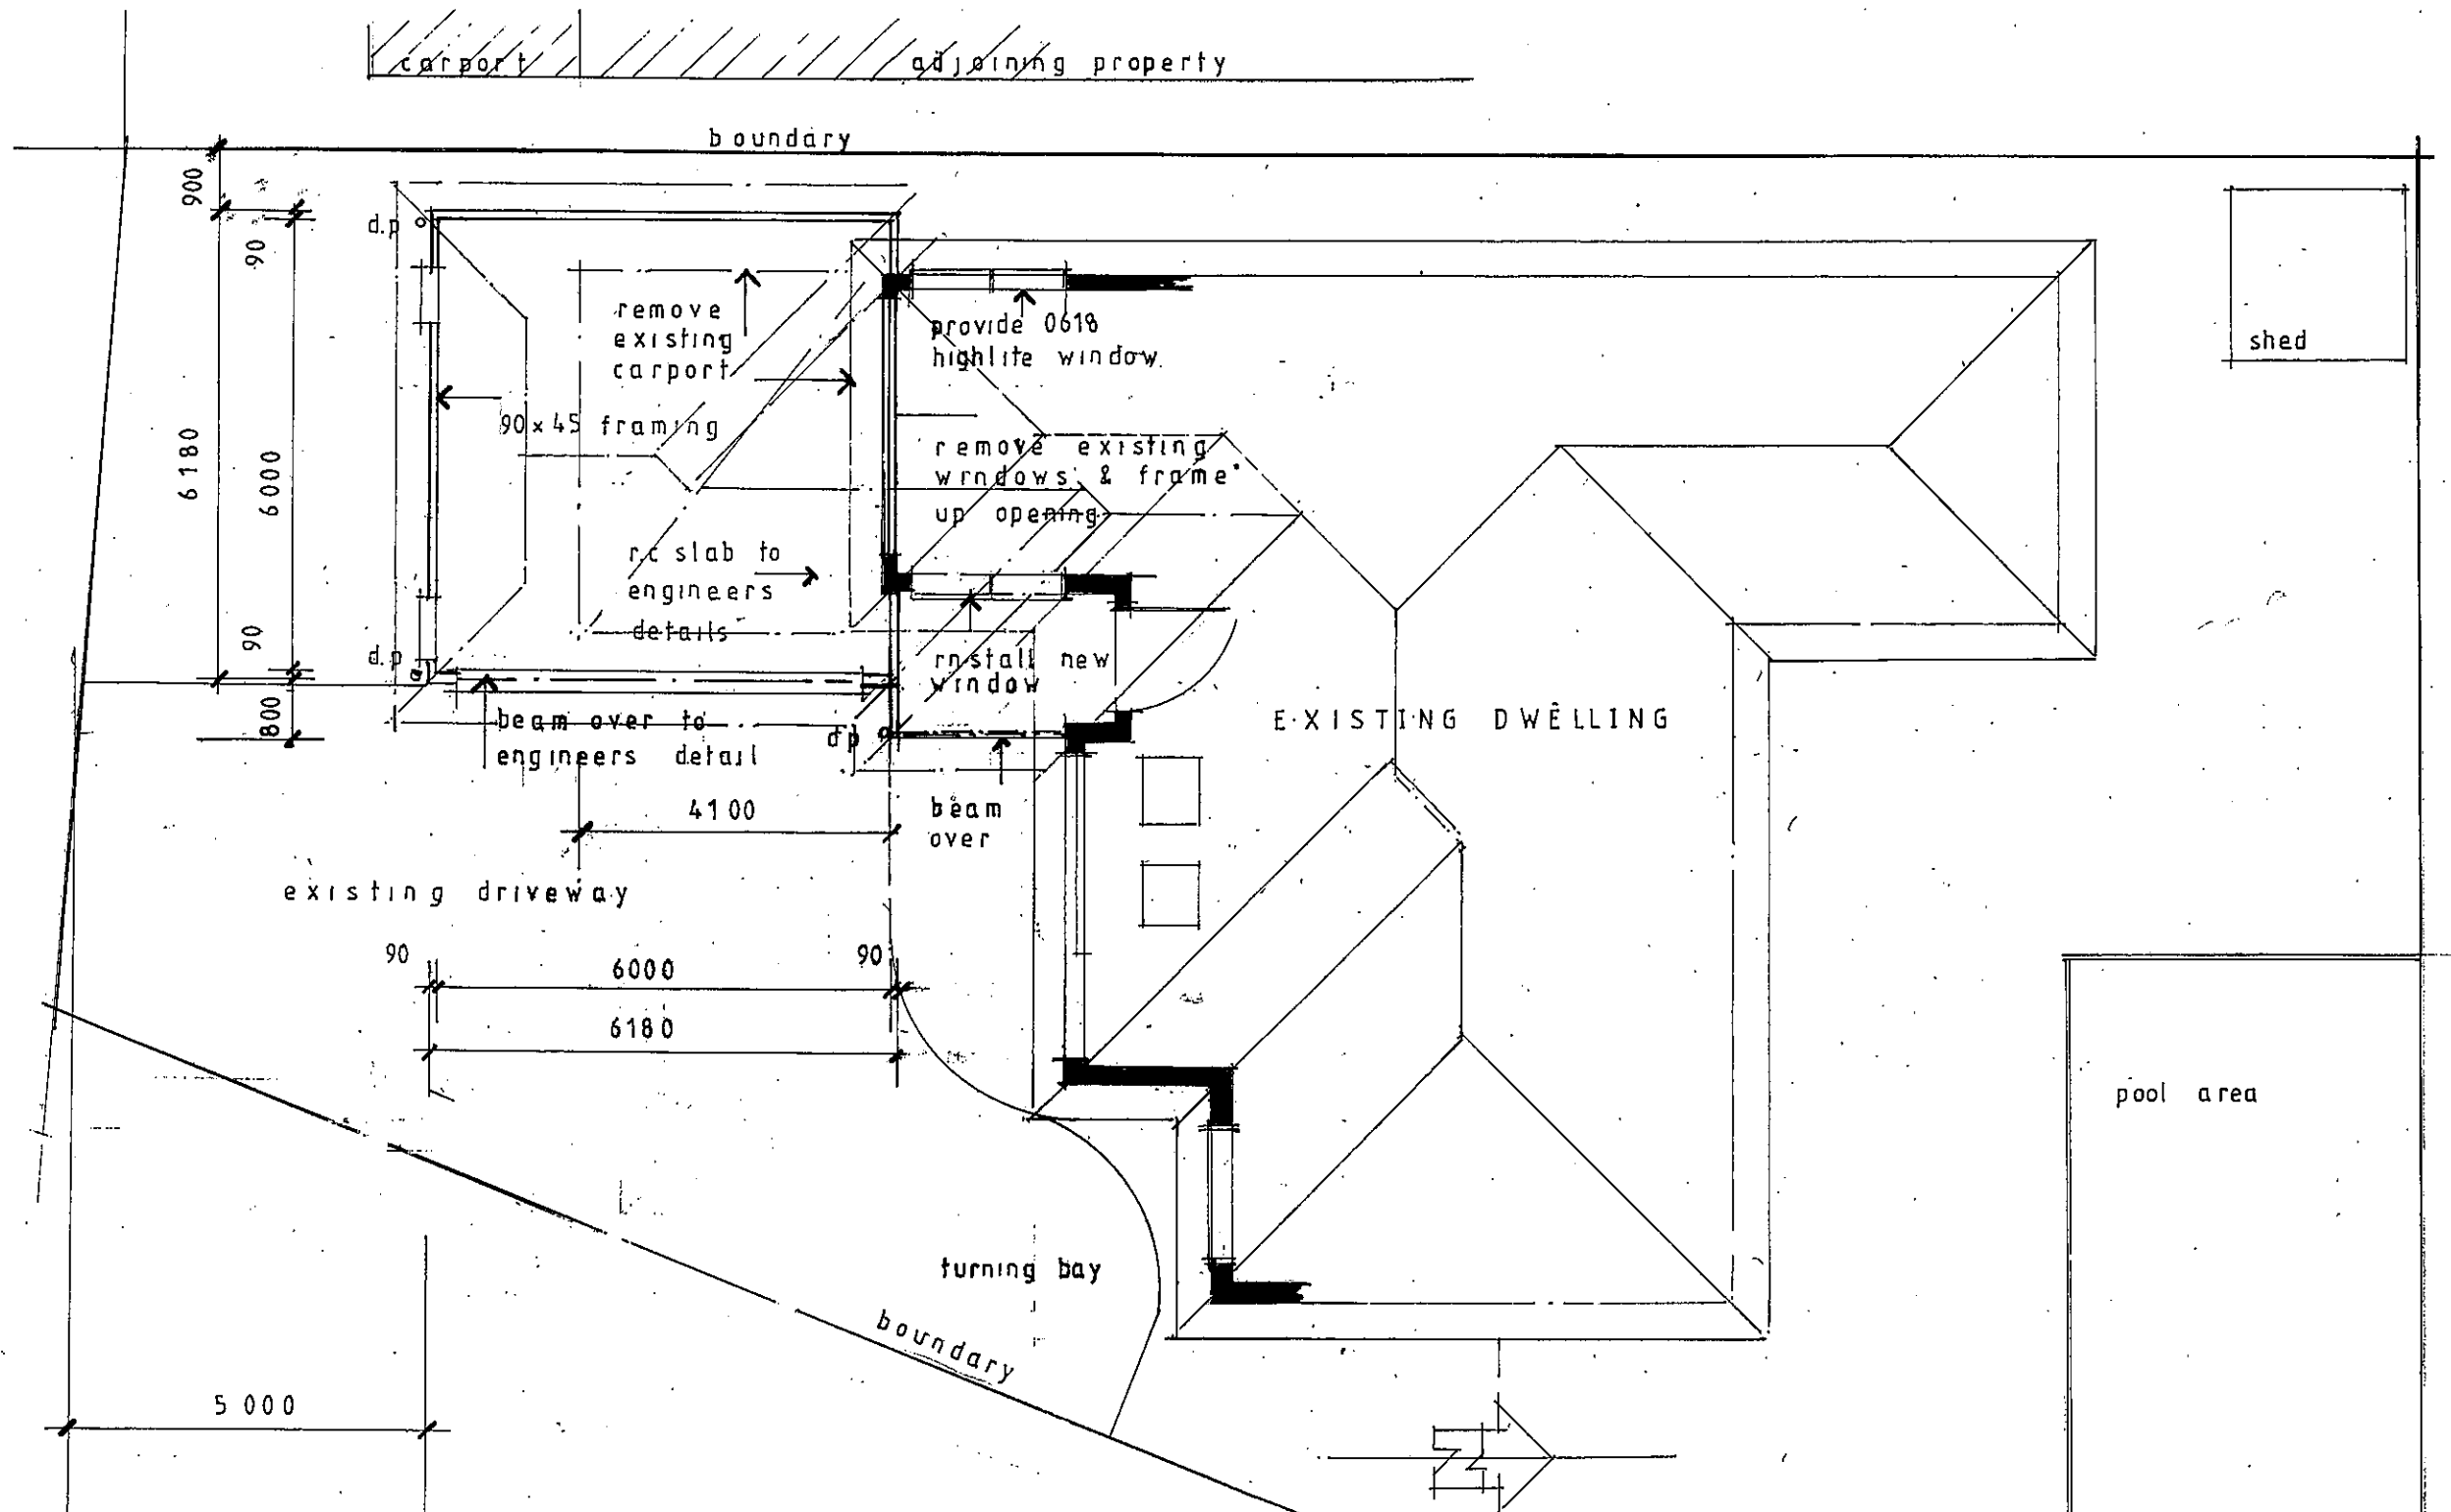 carport
adjoining property
boundary
900
d.p
90
remove
existing
carport
provide 0618
highlite window
shed
90x45 framing
6180
6000
remove existing
windows & frame
up opening
r.c slab to
engineers
details
90
d.p
install new
window
800
beam over to
engineers detail
d p
EXISTING DWELLING
4100
beam
over
existing driveway
90
6000
90
6180
pool area
turning bay
boundary
5 000
N